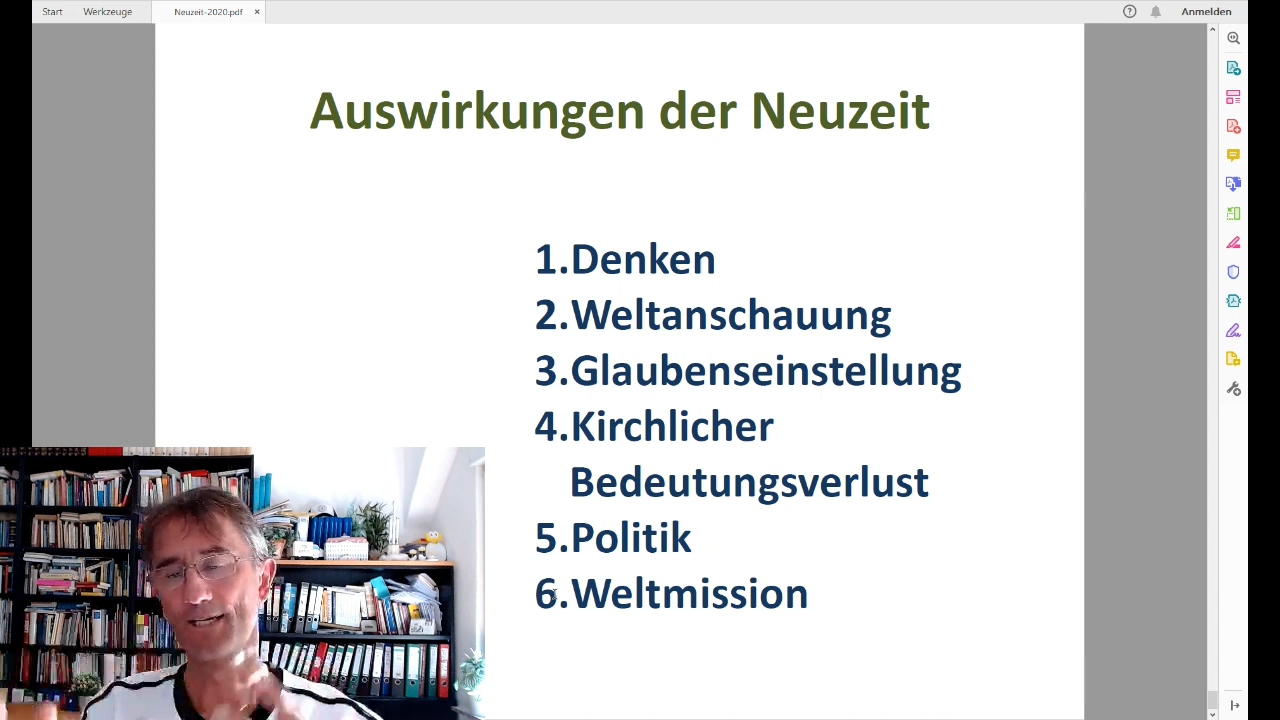 Start Werkzeuge Neuzeit-2020.pdf × Anmelden
Auswirkungen der Neuzeit
1.Denken
2.Weltanschauung
3.Glaubenseinstellung
4.Kirchlicher
Bedeutungsverlust
5.Politik
6.Weltmission